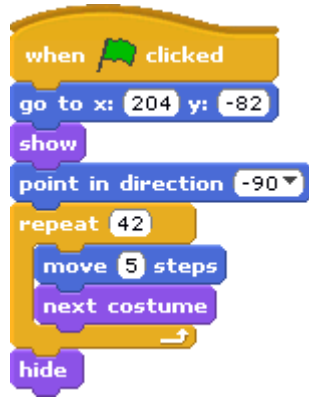 when clicked
go to x: 204 y: -82
show
point in direction -90
repeat 42
move 5 steps
next costume
hide